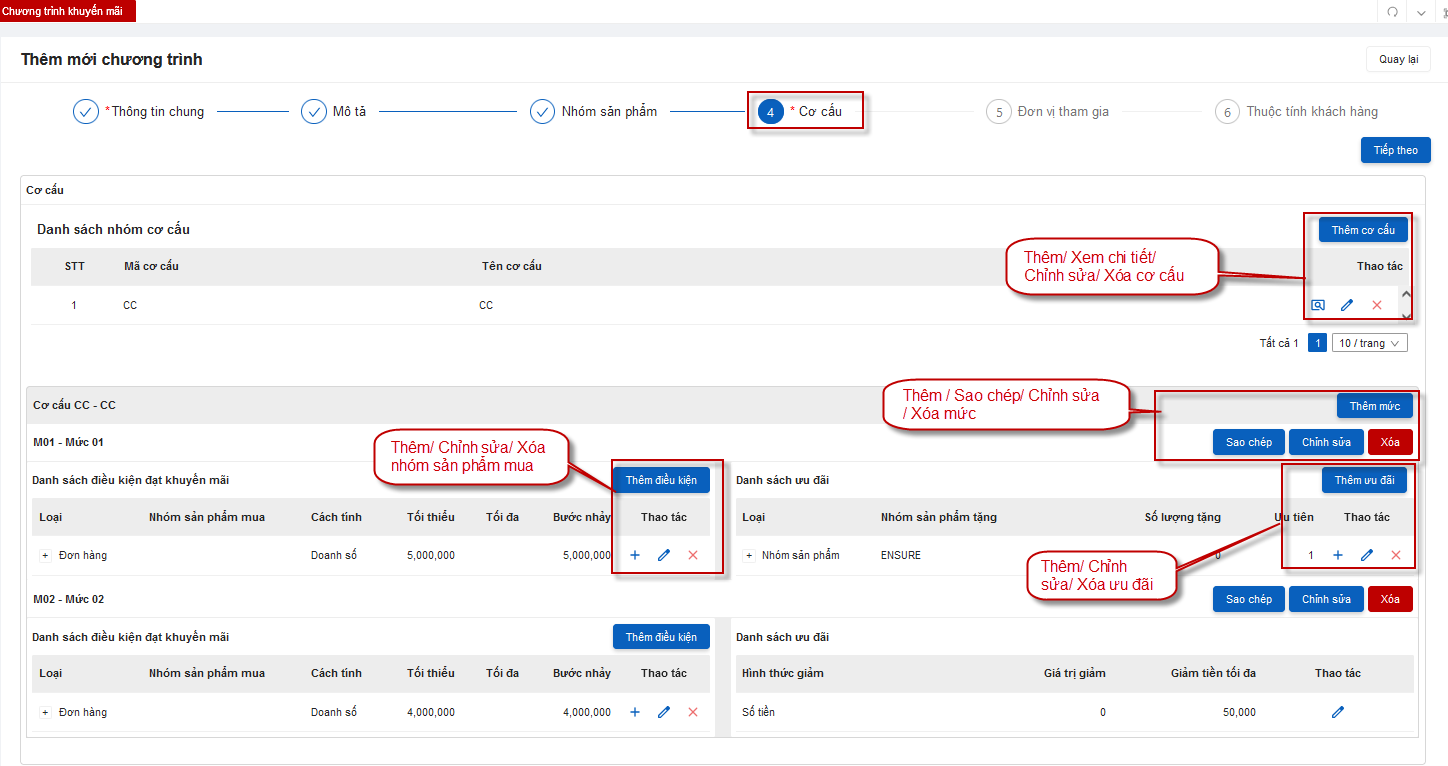 Chương trình khuyến mãi
Thêm mới chương trình
Quay lại
*Thông tin chung
Mô tả
Nhóm sản phẩm
4 * Cơ cấu
5 Đơn vị tham gia
6 Thuộc tính khách hàng
Tiếp theo
Cơ cấu
Danh sách nhóm cơ cấu
Thêm cơ cấu
Thêm/ Xem chi tiết/
Chỉnh sửa/ Xóa cơ cấu
STT Mã cơ cấu Tên cơ cấu Thao tác
1 CC CC
Tất cả 1 1 10 / trang
Cơ cấu CC - CC
Thêm / Sao chép/ Chỉnh sửa
/ Xóa mức
Thêm mức
M01 - Mức 01
Sao chép Chỉnh sửa Xóa
Thêm/ Chỉnh sửa/ Xóa
nhóm sản phẩm mua
Danh sách điều kiện đạt khuyến mãi
Thêm điều kiện
Loại Nhóm sản phẩm mua Cách tính Tối thiểu Tối đa Bước nhảy Thao tác
+ Đơn hàng Doanh số 5,000,000 5,000,000
Danh sách ưu đãi
Thêm ưu đãi
Loại Nhóm sản phẩm tặng Số lượng tặng Ưu tiên Thao tác
+ Nhóm sản phẩm ENSURE 0 1
Thêm/ Chỉnh
sửa/ Xóa ưu đãi
M02 - Mức 02
Sao chép Chỉnh sửa Xóa
Danh sách điều kiện đạt khuyến mãi
Thêm điều kiện
Loại Nhóm sản phẩm mua Cách tính Tối thiểu Tối đa Bước nhảy Thao tác
+ Đơn hàng Doanh số 4,000,000 4,000,000
Danh sách ưu đãi
Hình thức giảm Giá trị giảm Giảm tiền tối đa Thao tác
Số tiền 0 50,000